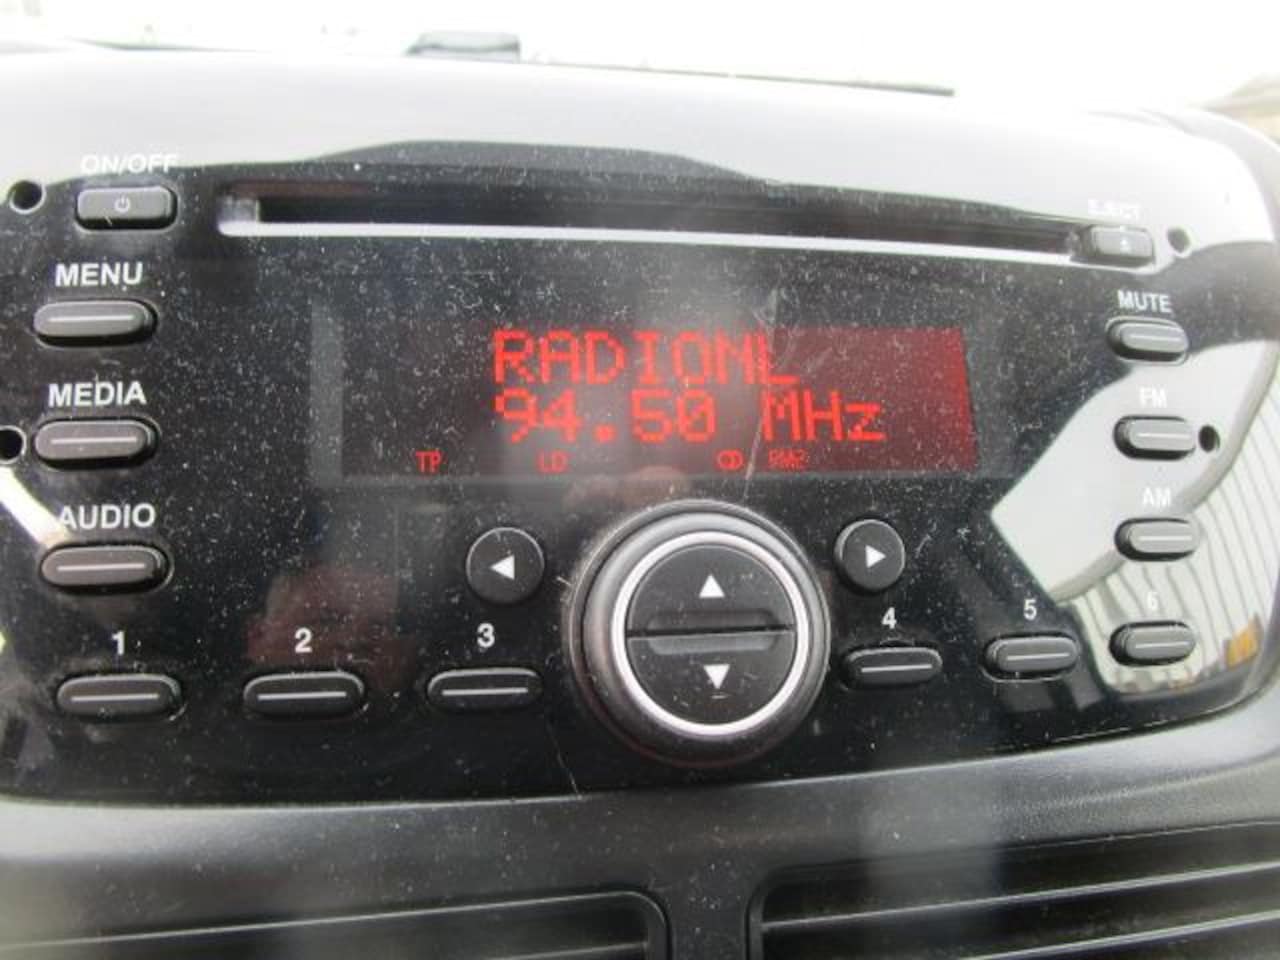 ON/OFF
EJECT
MENU
MUTE
RADIONL
94.50 MHz
FM
MEDIA
TP LO
AM
AUDIO
1 2 3 4 5 6